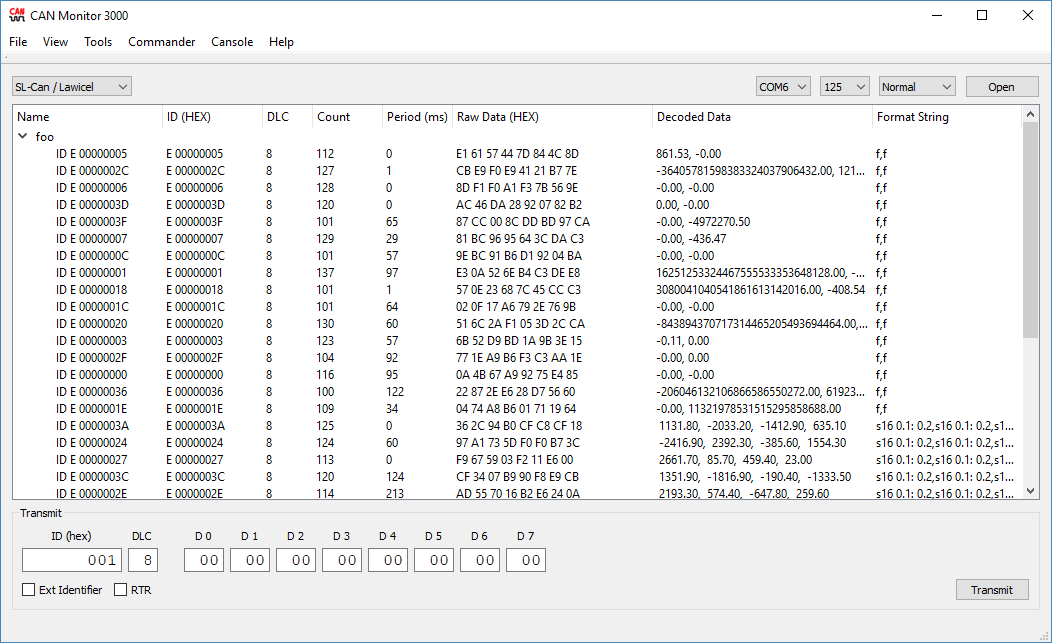 CAN Monitor 3000
File View Tools Commander Cansole Help
SL-Can / Lawicel COM6 125 Normal Open
Name ID (HEX) DLC Count Period (ms) Raw Data (HEX) Decoded Data Format String
foo
ID E 00000005 E 00000005 8 112 0 E1 61 57 44 7D 84 4C 8D 861.53, -0.00 f,f
ID E 0000002C E 0000002C 8 127 1 CB E9 F0 E9 41 21 B7 7E -36405781598383324037906432.00, 121... f,f
ID E 00000006 E 00000006 8 128 0 8D F1 F0 A1 F3 7B 56 9E -0.00, -0.00 f,f
ID E 0000003D E 0000003D 8 120 0 AC 46 DA 28 92 07 82 B2 0.00, -0.00 f,f
ID E 0000003F E 0000003F 8 101 65 87 CC 00 8C DD BD 97 CA -0.00, -4972270.50 f,f
ID E 00000007 E 00000007 8 129 29 81 BC 96 95 64 3C DA C3 -0.00, -436.47 f,f
ID E 0000000C E 0000000C 8 101 57 9E BC 91 B6 D1 92 04 BA -0.00, -0.00 f,f
ID E 00000001 E 00000001 8 137 97 E3 0A 52 6E B4 C3 DE E8 16251253324467555533353648128.00, -... f,f
ID E 00000018 E 00000018 8 101 1 57 0E 23 68 7C 45 CC C3 3080041040541861613142016.00, -408.54 f,f
ID E 0000001C E 0000001C 8 101 64 02 0F 17 A6 79 2E 76 9B -0.00, -0.00 f,f
ID E 00000020 E 00000020 8 130 60 51 6C 2A F1 05 3D 2C CA -843894370717314465205493694464.00,... f,f
ID E 00000003 E 00000003 8 123 57 6B 52 D9 BD 1A 9B 3E 15 -0.11, 0.00 f,f
ID E 0000002F E 0000002F 8 104 92 77 1E A9 B6 F3 C3 AA 1E -0.00, 0.00 f,f
ID E 00000000 E 00000000 8 116 95 0A 4B 67 A9 92 75 E4 85 -0.00, -0.00 f,f
ID E 00000036 E 00000036 8 100 122 22 87 2E E6 28 D7 56 60 -206046132106866586550272.00, 61923... f,f
ID E 0000001E E 0000001E 8 109 34 04 74 A8 B6 01 71 19 64 -0.00, 11321978531515295858688.00 f,f
ID E 0000003A E 0000003A 8 125 0 36 2C 94 B0 CF C8 CF 18 1131.80, -2033.20, -1412.90, 635.10 s16 0.1: 0.2,s16 0.1: 0.2,s1...
ID E 00000024 E 00000024 8 124 60 97 A1 73 5D F0 F0 B7 3C -2416.90, 2392.30, -385.60, 1554.30 s16 0.1: 0.2,s16 0.1: 0.2,s1...
ID E 00000027 E 00000027 8 113 0 F9 67 59 03 F2 11 E6 00 2661.70, 85.70, 459.40, 23.00 s16 0.1: 0.2,s16 0.1: 0.2,s1...
ID E 0000003C E 0000003C 8 120 124 CF 34 07 B9 90 F8 E9 CB 1351.90, -1816.90, -190.40, -1333.50 s16 0.1: 0.2,s16 0.1: 0.2,s1...
ID E 0000002E E 0000002E 8 114 213 AD 55 70 16 B2 E6 24 0A 2193.30, 574.40, -647.80, 259.60 s16 0.1: 0.2,s16 0.1: 0.2,s1...
Transmit
ID (hex) DLC D 0 D 1 D 2 D 3 D 4 D 5 D 6 D 7
001 8 00 00 00 00 00 00 00 00
Ext Identifier RTR Transmit